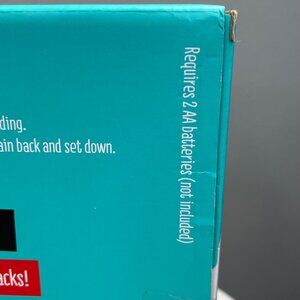 ding.
ain back and set down.
acks!
Requires 2 AA batteries (not included)